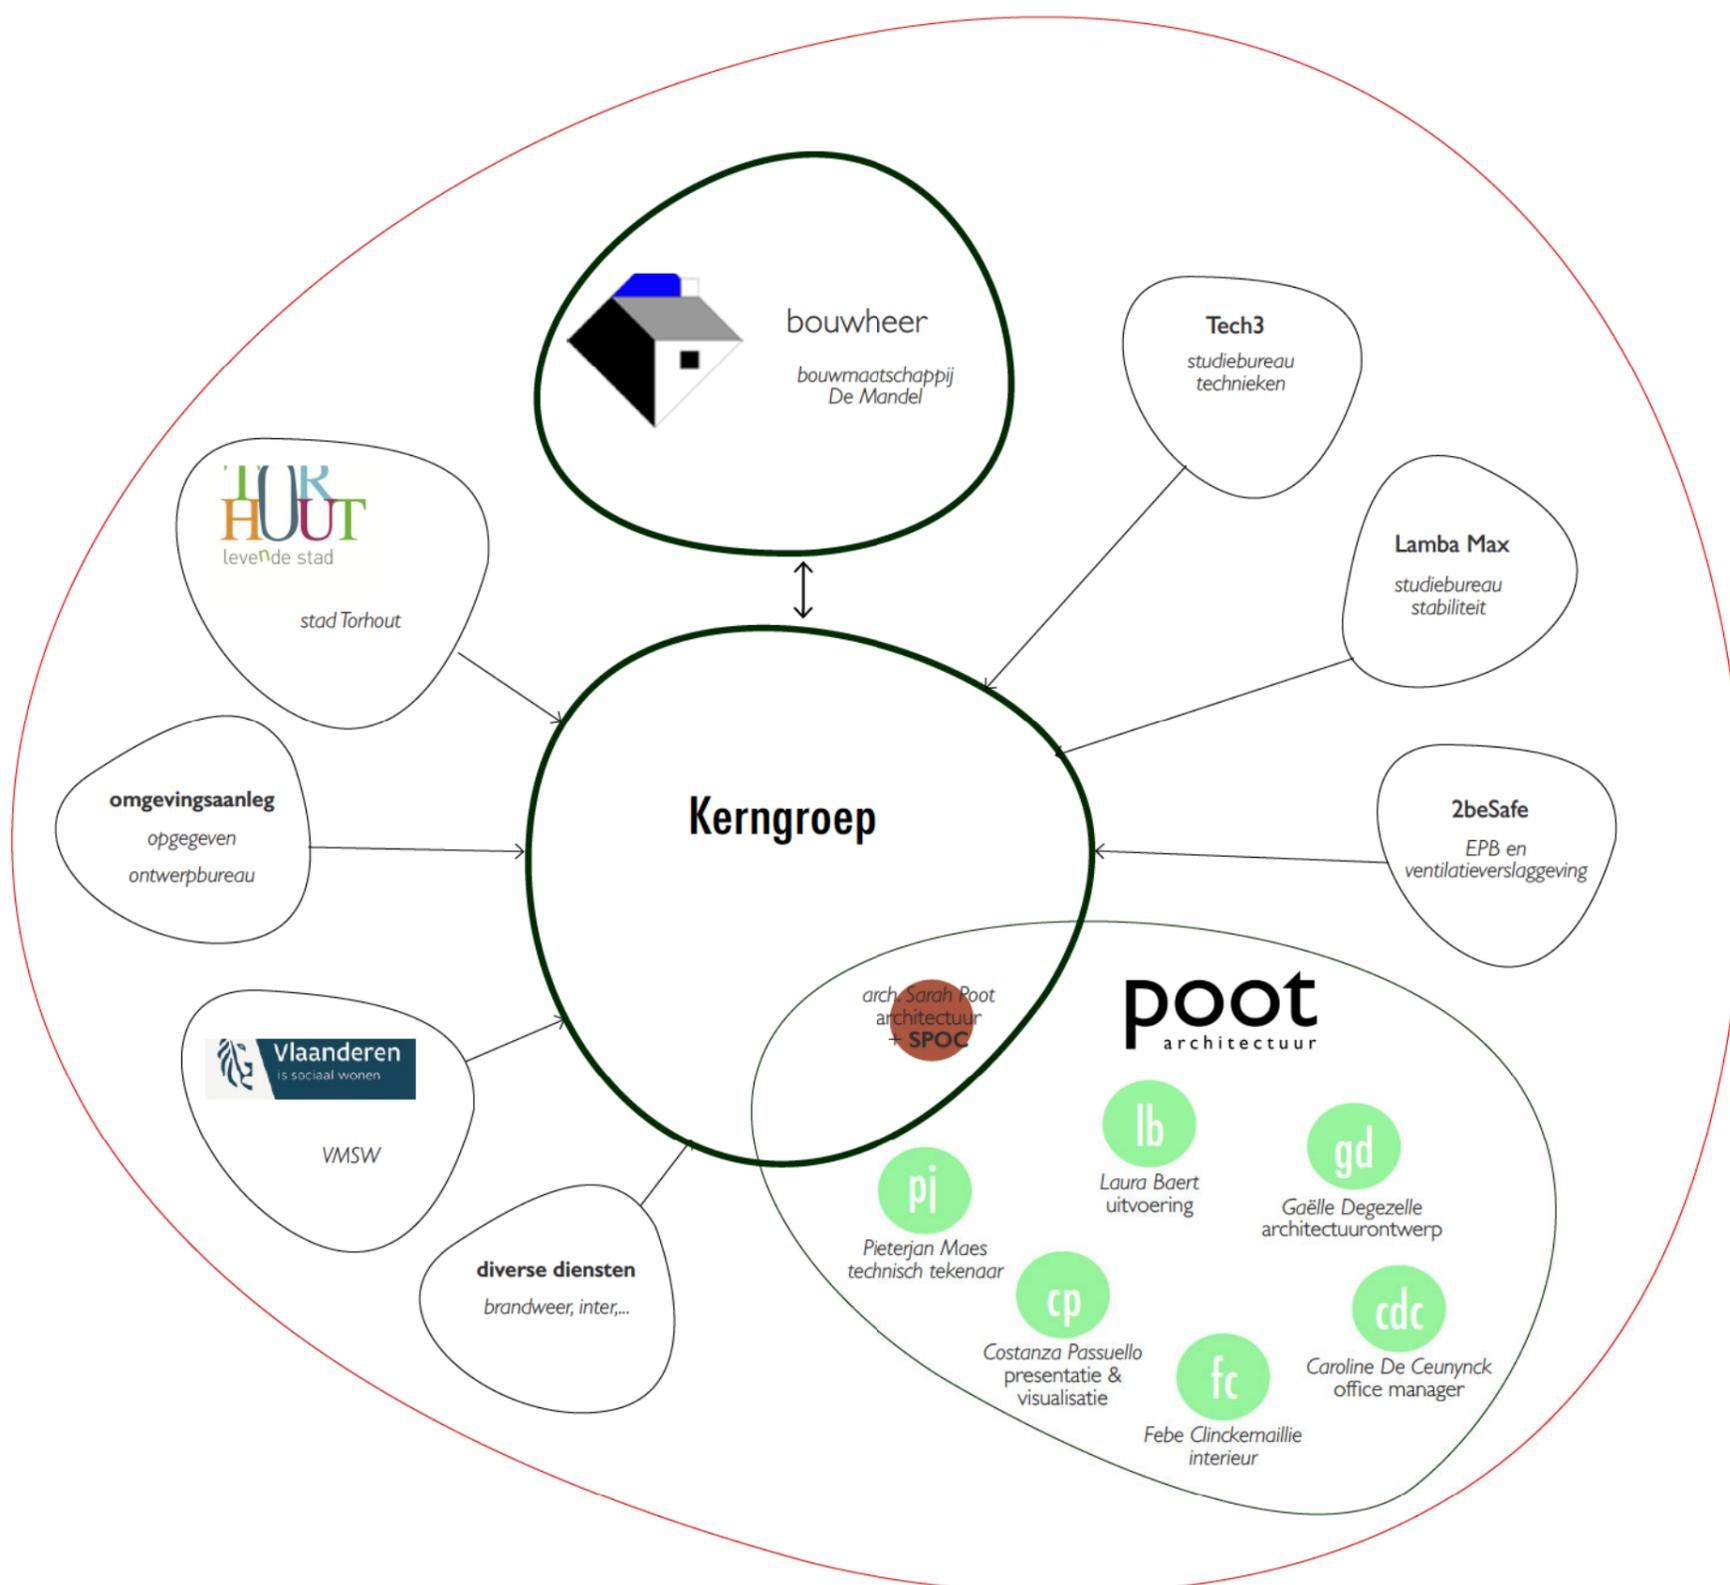 bouwheer
bouwmaatschappij
De Mandel
Tech3
studiebureau
technieken
TOR
HOUT
levende stad
stad Torhout
Lamba Max
studiebureau
stabiliteit
omgevingsaanleg
opgegeven
ontwerpbureau
Kerngroep
2beSafe
EPB en
ventilatieverslaggeving
Vlaanderen
is sociaal wonen
VMSW
diverse diensten
brandweer, inter,...
arch. Sarah Poot
architectuur
+ SPOC
poot
architectuur
lb
Laura Baert
uitvoering
gd
Gaëlle Degezelle
architectuurontwerp
pj
Pieterjan Maes
technisch tekenaar
cp
Costanza Passuello
presentatie &
visualisatie
fc
Febe Clinckemaillie
interieur
cdc
Caroline De Ceunynck
office manager